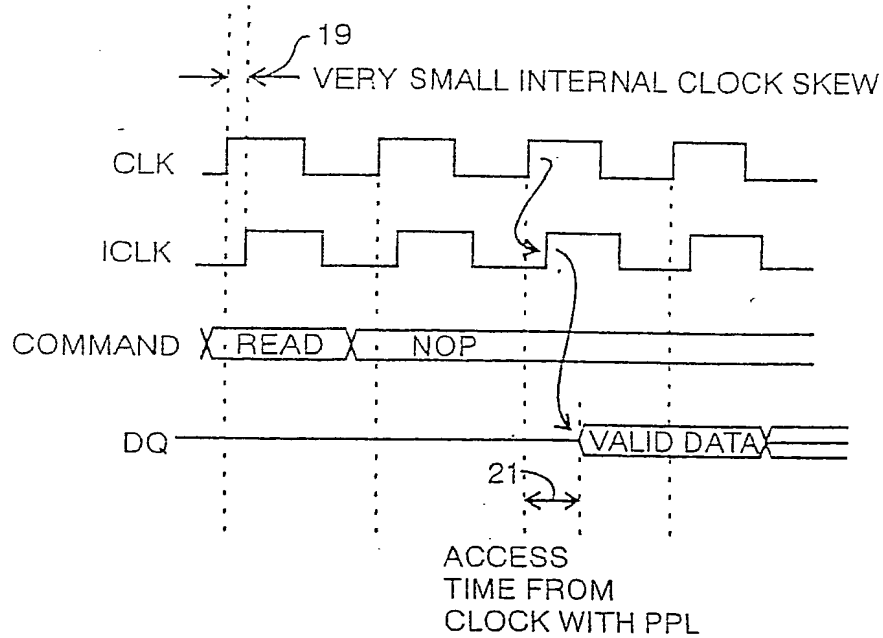 19
VERY SMALL INTERNAL CLOCK SKEW
CLK
ICLK
COMMAND
READ
NOP
DQ
VALID DATA
21
ACCESS
TIME FROM
CLOCK WITH PPL